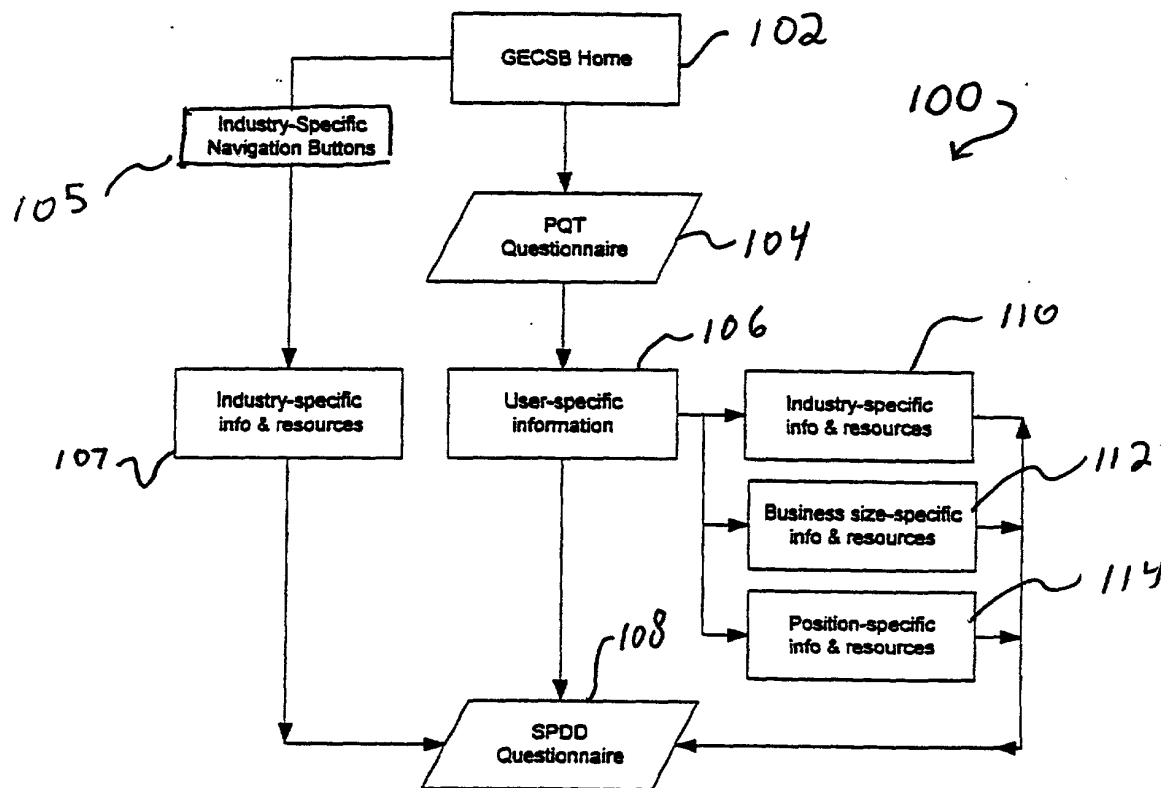 GECSB Home
102
100
Industry-Specific
Navigation Buttons
105
PQT
Questionnaire
104
106
110
Industry-specific
info & resources
107
User-specific
information
Industry-specific
info & resources
112
Business size-specific
info & resources
114
Position-specific
info & resources
108
SPDD
Questionnaire